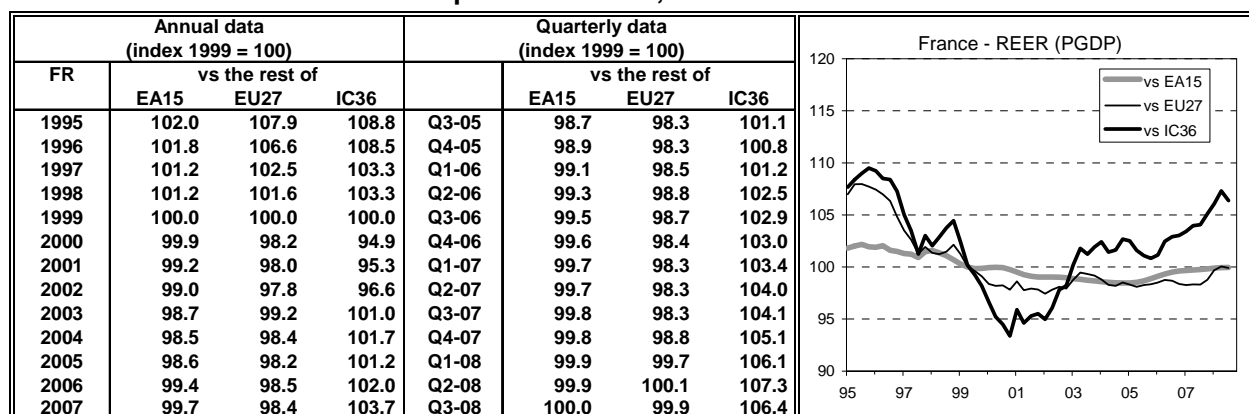 Annual data Quarterly data
(index 1999 = 100) (index 1999 = 100)
FR vs the rest of vs the rest of
EA15 EU27 IC36 EA15 EU27 IC36
1995 102.0 107.9 108.8 Q3-05 98.7 98.3 101.1
1996 101.8 106.6 108.5 Q4-05 98.9 98.3 100.8
1997 101.2 102.5 103.3 Q1-06 99.1 98.5 101.2
1998 101.2 101.6 103.3 Q2-06 99.3 98.8 102.5
1999 100.0 100.0 100.0 Q3-06 99.5 98.7 102.9
2000 99.9 98.2 94.9 Q4-06 99.6 98.4 103.0
2001 99.2 98.0 95.3 Q1-07 99.7 98.3 103.4
2002 99.0 97.8 96.6 Q2-07 99.7 98.3 104.0
2003 98.7 99.2 101.0 Q3-07 99.8 98.3 104.1
2004 98.5 98.4 101.7 Q4-07 99.8 98.8 105.1
2005 98.6 98.2 101.2 Q1-08 99.9 99.7 106.1
2006 99.4 98.5 102.0 Q2-08 99.9 100.1 107.3
2007 99.7 98.4 103.7 Q3-08 100.0 99.9 106.4
France - REER (PGDP)
120
115
110
105
100
95
90
95 97 99 01 03 05 07
vs EA15
vs EU27
vs IC36